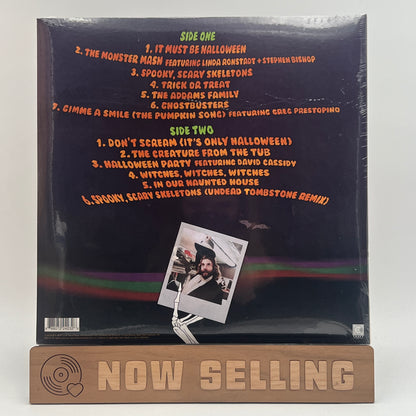 SIDE ONE
1. IT MUST BE HALLOWEEN
2. THE MONSTER MASH FEATURING LINDA RONSTADT + STEPHEN BISHOP
3. SPOOKY, SCARY SKELETONS
4. TRICK OR TREAT
5. THE ADDAMS FAMILY
6. GHOSTBUSTERS
7. GIMME A SMILE (THE PUMPKIN SONG) FEATURING GREG PRESTOPINO
SIDE TWO
1. DON'T SCREAM (IT'S ONLY HALLOWEEN)
2. THE CREATURE FROM THE TUB
3. HALLOWEEN PARTY FEATURING DAVID CASSIDY
4. WITCHES, WITCHES, WITCHES
5. IN OUR HAUNTED HOUSE
6. SPOOKY, SCARY SKELETONS (UNDEAD TOMBSTONE REMIX)
NOW SELLING